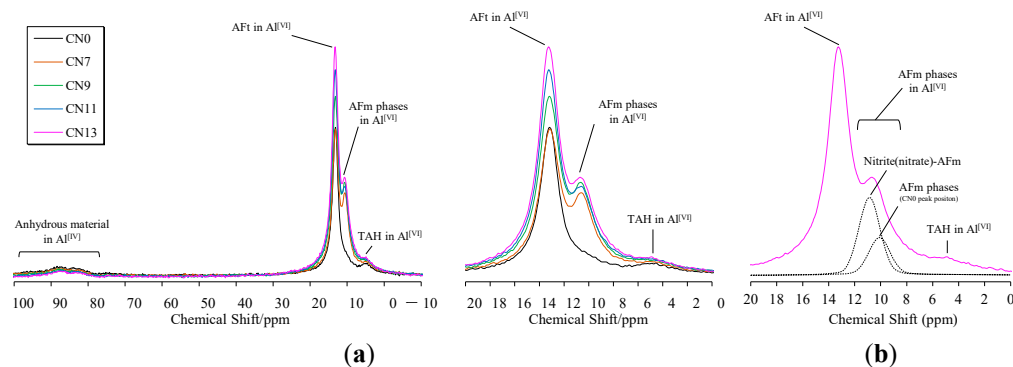 CN0
CN7
CN9
CN11
CN13
AFt in Al[VI]
AFm phases
in Al[VI]
TAH in Al[VI]
Anhydrous material
in Al[IV]
100 90 80 70 60 50 40 30 20 10 0 －10
Chemical Shift/ppm
AFt in Al[VI]
AFm phases
in Al[VI]
TAH in Al[VI]
20 18 16 14 12 10 8 6 4 2 0
Chemical Shift/ppm
(a)
AFt in Al[VI]
AFm phases
in Al[VI]
Nitrite(nitrate)-AFm
AFm phases
(CN0 peak positon)
TAH in Al[VI]
20 18 16 14 12 10 8 6 4 2 0
Chemical Shift (ppm)
(b)